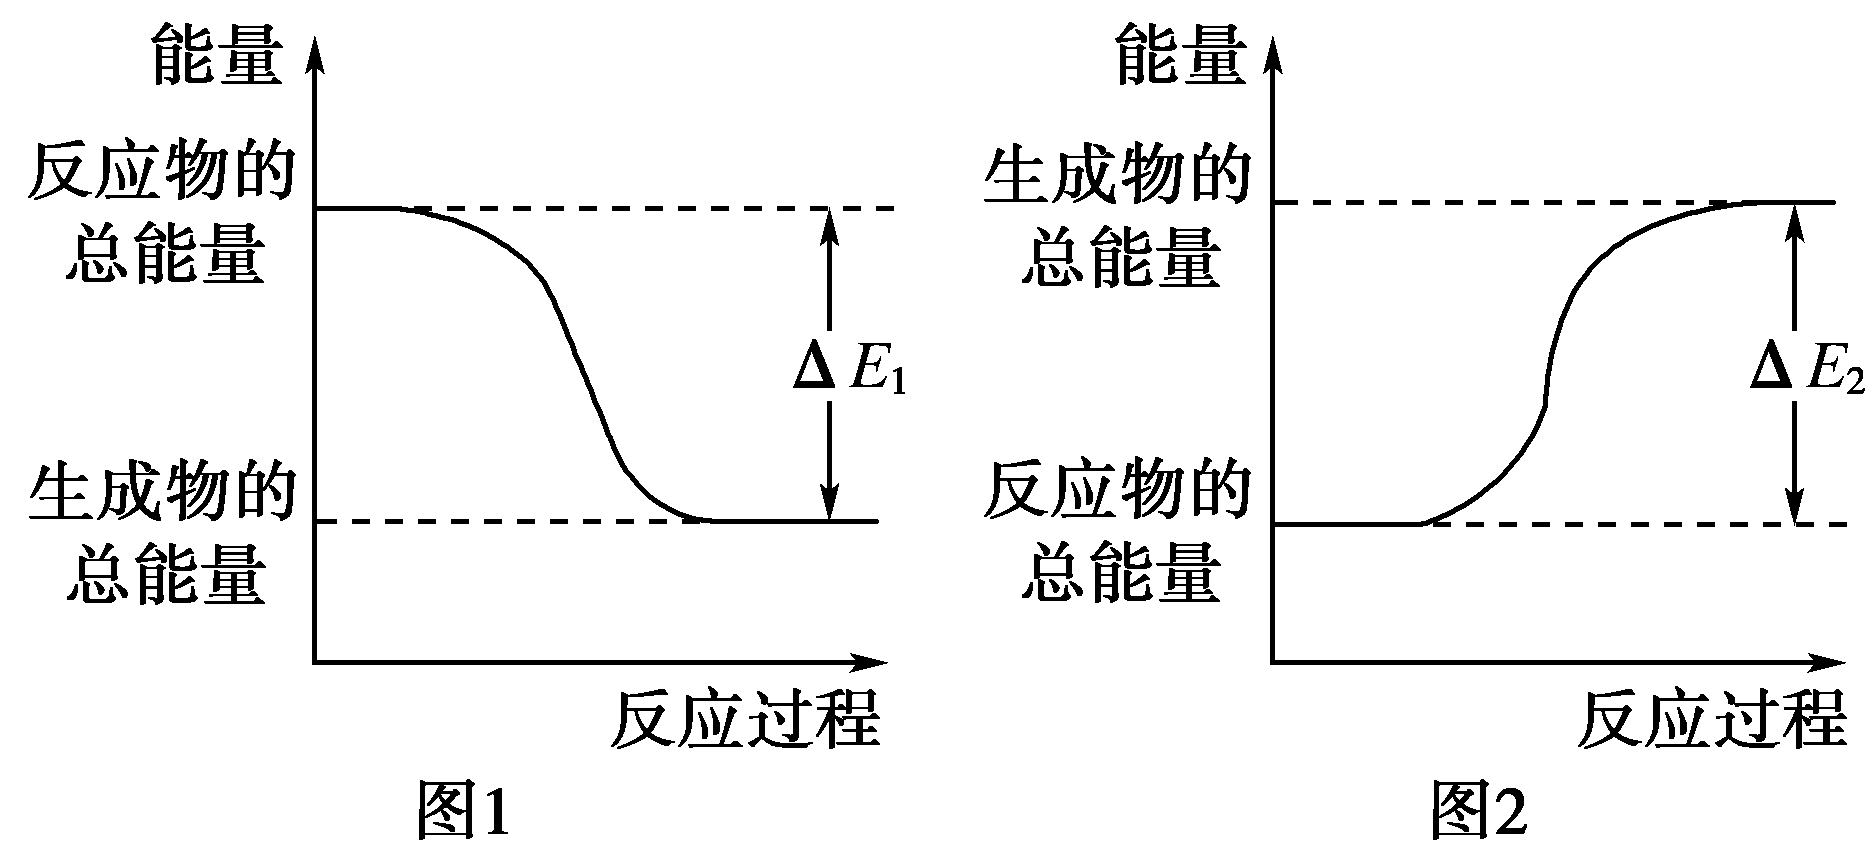 能量
反应物的
总能量
ΔE₁
生成物的
总能量
反应过程
图1
能量
生成物的
总能量
ΔE₂
反应物的
总能量
反应过程
图2